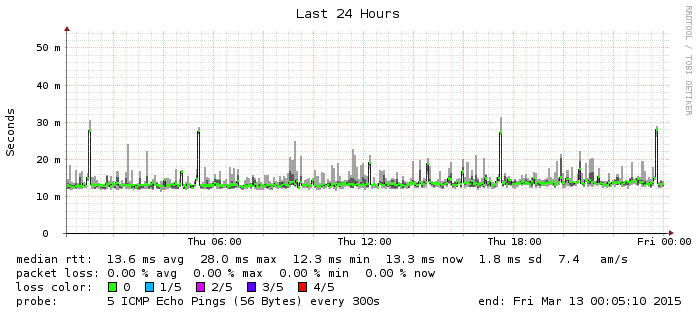 Last 24 Hours
RRDTOOL / TOBI OETIKER
Seconds
50 m
40 m
30 m
20 m
10 m
0
Thu 06:00 Thu 12:00 Thu 18:00 Fri 00:00
median rtt: 13.6 ms avg 28.0 ms max 12.3 ms min 13.3 ms now 1.8 ms sd 7.4 am/s
packet loss: 0.00 % avg 0.00 % max 0.00 % min 0.00 % now
loss color: 0 1/5 2/5 3/5 4/5
probe: 5 ICMP Echo Pings (56 Bytes) every 300s end: Fri Mar 13 00:05:10 2015